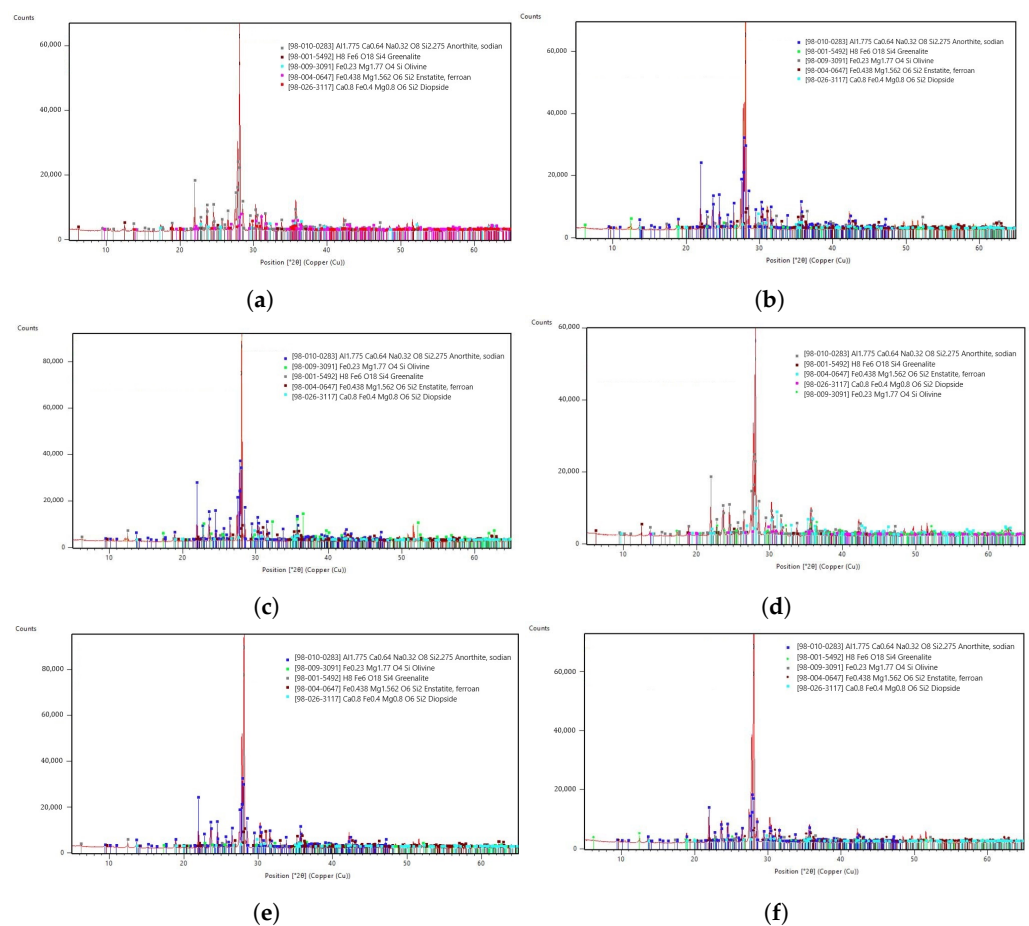 Counts
60,000
40,000
20,000
0
[98-010-0283] Al1.775 Ca0.64 Na0.32 O8 Si2.275 Anorthite, sodian
[98-001-5492] H8 Fe6 O18 Si4 Greenalite
[98-009-3091] Fe0.23 Mg1.77 O4 Si Olivine
[98-004-0647] Fe0.438 Mg1.562 O6 Si2 Enstatite, ferroan
[98-026-3117] Ca0.8 Fe0.4 Mg0.8 O6 Si2 Diopside
10 20 30 40 50 60
Position [°2θ] (Copper (Cu))
(a)
Counts
60,000
40,000
20,000
0
[98-010-0283] Al1.775 Ca0.64 Na0.32 O8 Si2.275 Anorthite, sodian
[98-001-5492] H8 Fe6 O18 Si4 Greenalite
[98-009-3091] Fe0.23 Mg1.77 O4 Si Olivine
[98-004-0647] Fe0.438 Mg1.562 O6 Si2 Enstatite, ferroan
[98-026-3117] Ca0.8 Fe0.4 Mg0.8 O6 Si2 Diopside
10 20 30 40 50 60
Position [°2θ] (Copper (Cu))
(b)
Counts
80,000
60,000
40,000
20,000
0
[98-010-0283] Al1.775 Ca0.64 Na0.32 O8 Si2.275 Anorthite, sodian
[98-009-3091] Fe0.23 Mg1.77 O4 Si Olivine
[98-001-5492] H8 Fe6 O18 Si4 Greenalite
[98-004-0647] Fe0.438 Mg1.562 O6 Si2 Enstatite, ferroan
[98-026-3117] Ca0.8 Fe0.4 Mg0.8 O6 Si2 Diopside
10 20 30 40 50 60
Position [°2θ] (Copper (Cu))
(c)
Counts
60,000
40,000
20,000
0
[98-010-0283] Al1.775 Ca0.64 Na0.32 O8 Si2.275 Anorthite, sodian
[98-001-5492] H8 Fe6 O18 Si4 Greenalite
[98-004-0647] Fe0.438 Mg1.562 O6 Si2 Enstatite, ferroan
[98-026-3117] Ca0.8 Fe0.4 Mg0.8 O6 Si2 Diopside
[98-009-3091] Fe0.23 Mg1.77 O4 Si Olivine
10 20 30 40 50 60
Position [°2θ] (Copper (Cu))
(d)
Counts
80,000
60,000
40,000
20,000
0
[98-010-0283] Al1.775 Ca0.64 Na0.32 O8 Si2.275 Anorthite, sodian
[98-009-3091] Fe0.23 Mg1.77 O4 Si Olivine
[98-001-5492] H8 Fe6 O18 Si4 Greenalite
[98-004-0647] Fe0.438 Mg1.562 O6 Si2 Enstatite, ferroan
[98-026-3117] Ca0.8 Fe0.4 Mg0.8 O6 Si2 Diopside
10 20 30 40 50 60
Position [°2θ] (Copper (Cu))
(e)
Counts
60,000
40,000
20,000
0
[98-010-0283] Al1.775 Ca0.64 Na0.32 O8 Si2.275 Anorthite, sodian
[98-001-5492] H8 Fe6 O18 Si4 Greenalite
[98-009-3091] Fe0.23 Mg1.77 O4 Si Olivine
[98-004-0647] Fe0.438 Mg1.562 O6 Si2 Enstatite, ferroan
[98-026-3117] Ca0.8 Fe0.4 Mg0.8 O6 Si2 Diopside
10 20 30 40 50 60
Position [°2θ] (Copper (Cu))
(f)